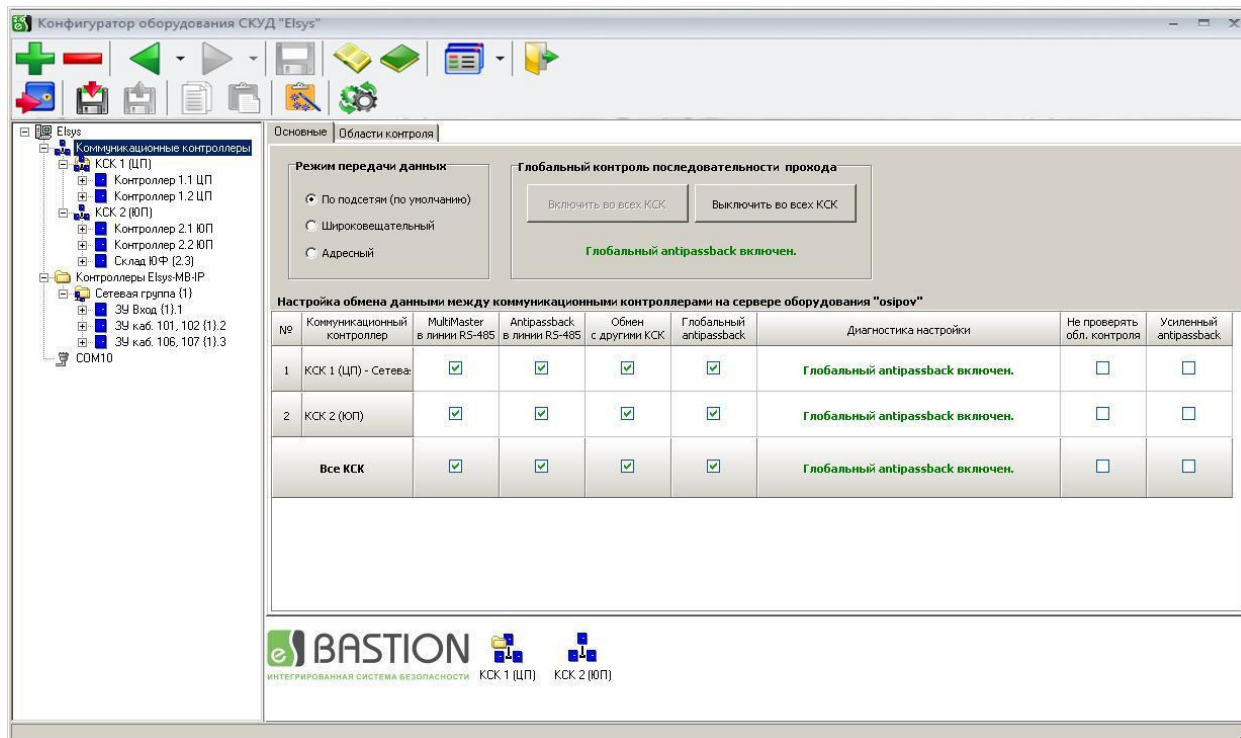 Конфигуратор оборудования СКУД "Elsys"
Elsys
Коммуникационные контроллеры
КСК 1 (ЦП)
Контроллер 1.1 ЦП
Контроллер 1.2 ЦП
КСК 2 (ЮП)
Контроллер 2.1 ЮП
Контроллер 2.2 ЮП
Склад ЮФ (2.3)
Контроллеры Elsys-MB-IP
Сетевая группа {1}
ЗУ Вход {1}.1
ЗУ каб. 101, 102 {1}.2
ЗУ каб. 106, 107 {1}.3
COM10
Основные
Области контроля
Режим передачи данных
По подсетям (по умолчанию)
Широковещательный
Адресный
Глобальный контроль последовательности прохода
Включить во всех КСК
Выключить во всех КСК
Глобальный antipassback включен.
Настройка обмена данными между коммуникационными контроллерами на сервере оборудования "osipov"
№
Коммуникационный
контроллер
MultiMaster
в линии RS-485
Antipassback
в линии RS-485
Обмен
с другими КСК
Глобальный
antipassback
Диагностика настройки
Не проверять
обл. контроля
Усиленный
antipassback
1 КСК 1 (ЦП) - Сетева Глобальный antipassback включен.
2 КСК 2 (ЮП) Глобальный antipassback включен.
Все КСК Глобальный antipassback включен.
eS BASTION
ИНТЕГРИРОВАННАЯ СИСТЕМА БЕЗОПАСНОСТИ
КСК 1 (ЦП)
КСК 2 (ЮП)